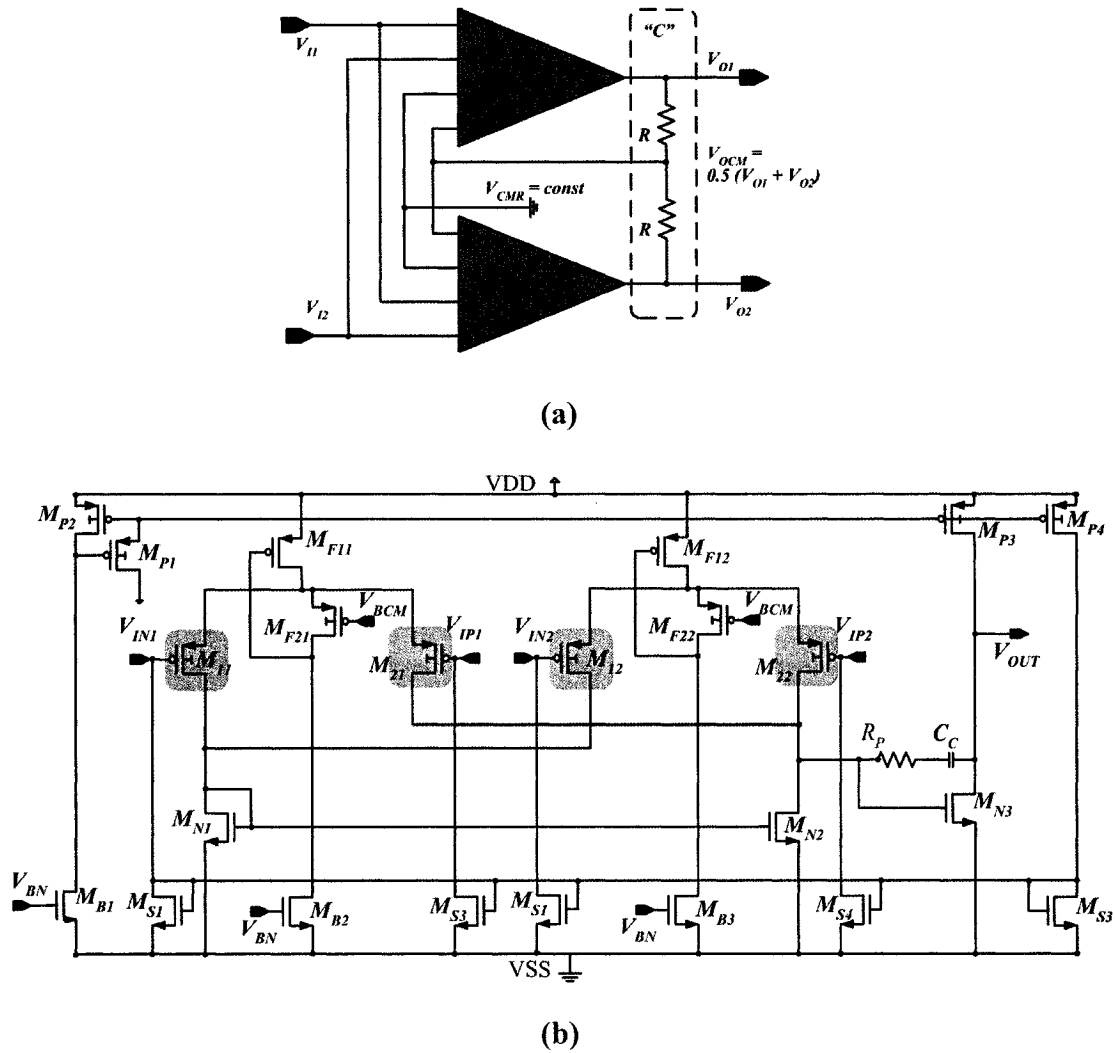 "C"
V_I1
V_O1
R
V_OCM =
0.5 (V_O1 + V_O2)
V_CMR = const
R
V_I2
V_O2
(a)
VDD
M_P2
M_P1
M_F11
M_F12
M_P3
M_P4
V_IN1
M_F21
V_BCM
V_IP1
V_IN2
M_F22
V_BCM
V_IP2
V_OUT
M_11
M_21
M_12
M_22
R_P
C_C
M_N1
M_N2
M_N3
V_BN
M_B1
M_S1
V_BN
M_B2
M_S3
M_S1
V_BN
M_B3
M_S4
M_S3
VSS
(b)